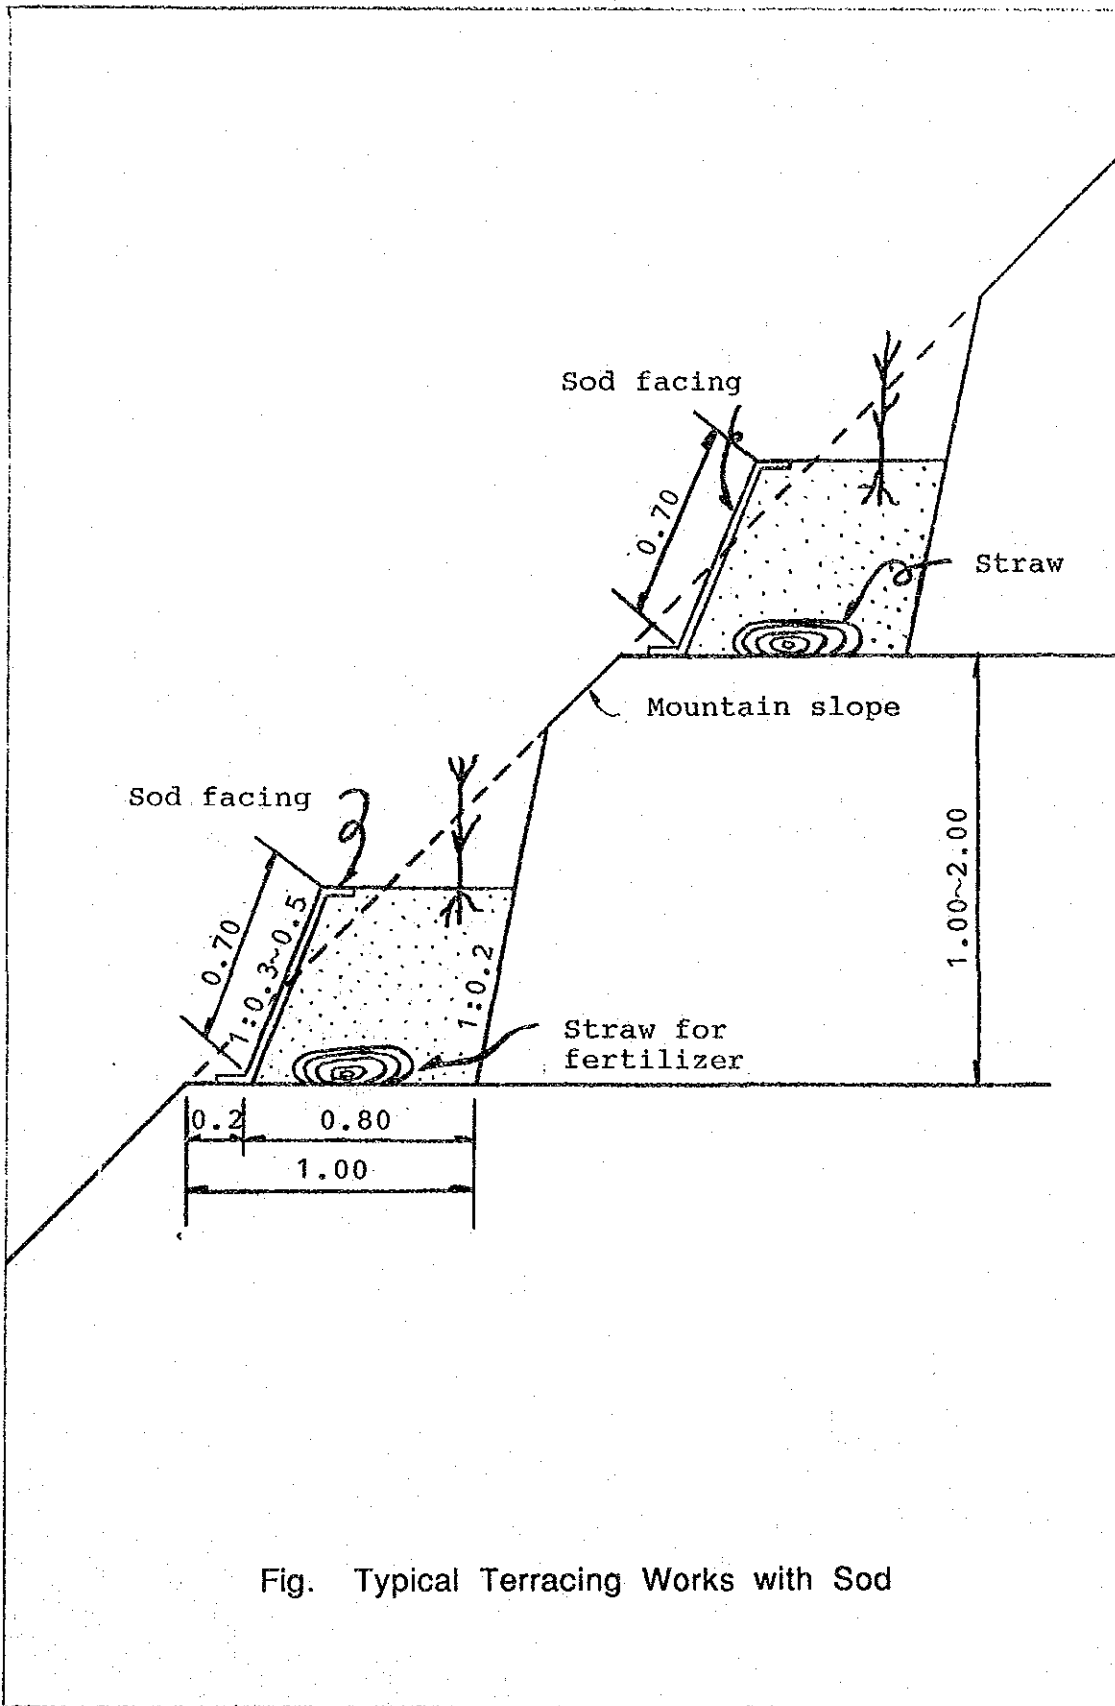 Sod facing
0.70
Straw
Mountain slope
Sod facing
0.70
1:0.3~0.5
1:0.2
1.00~2.00
Straw for
fertilizer
0.2
0.80
1.00
Fig. Typical Terracing Works with Sod